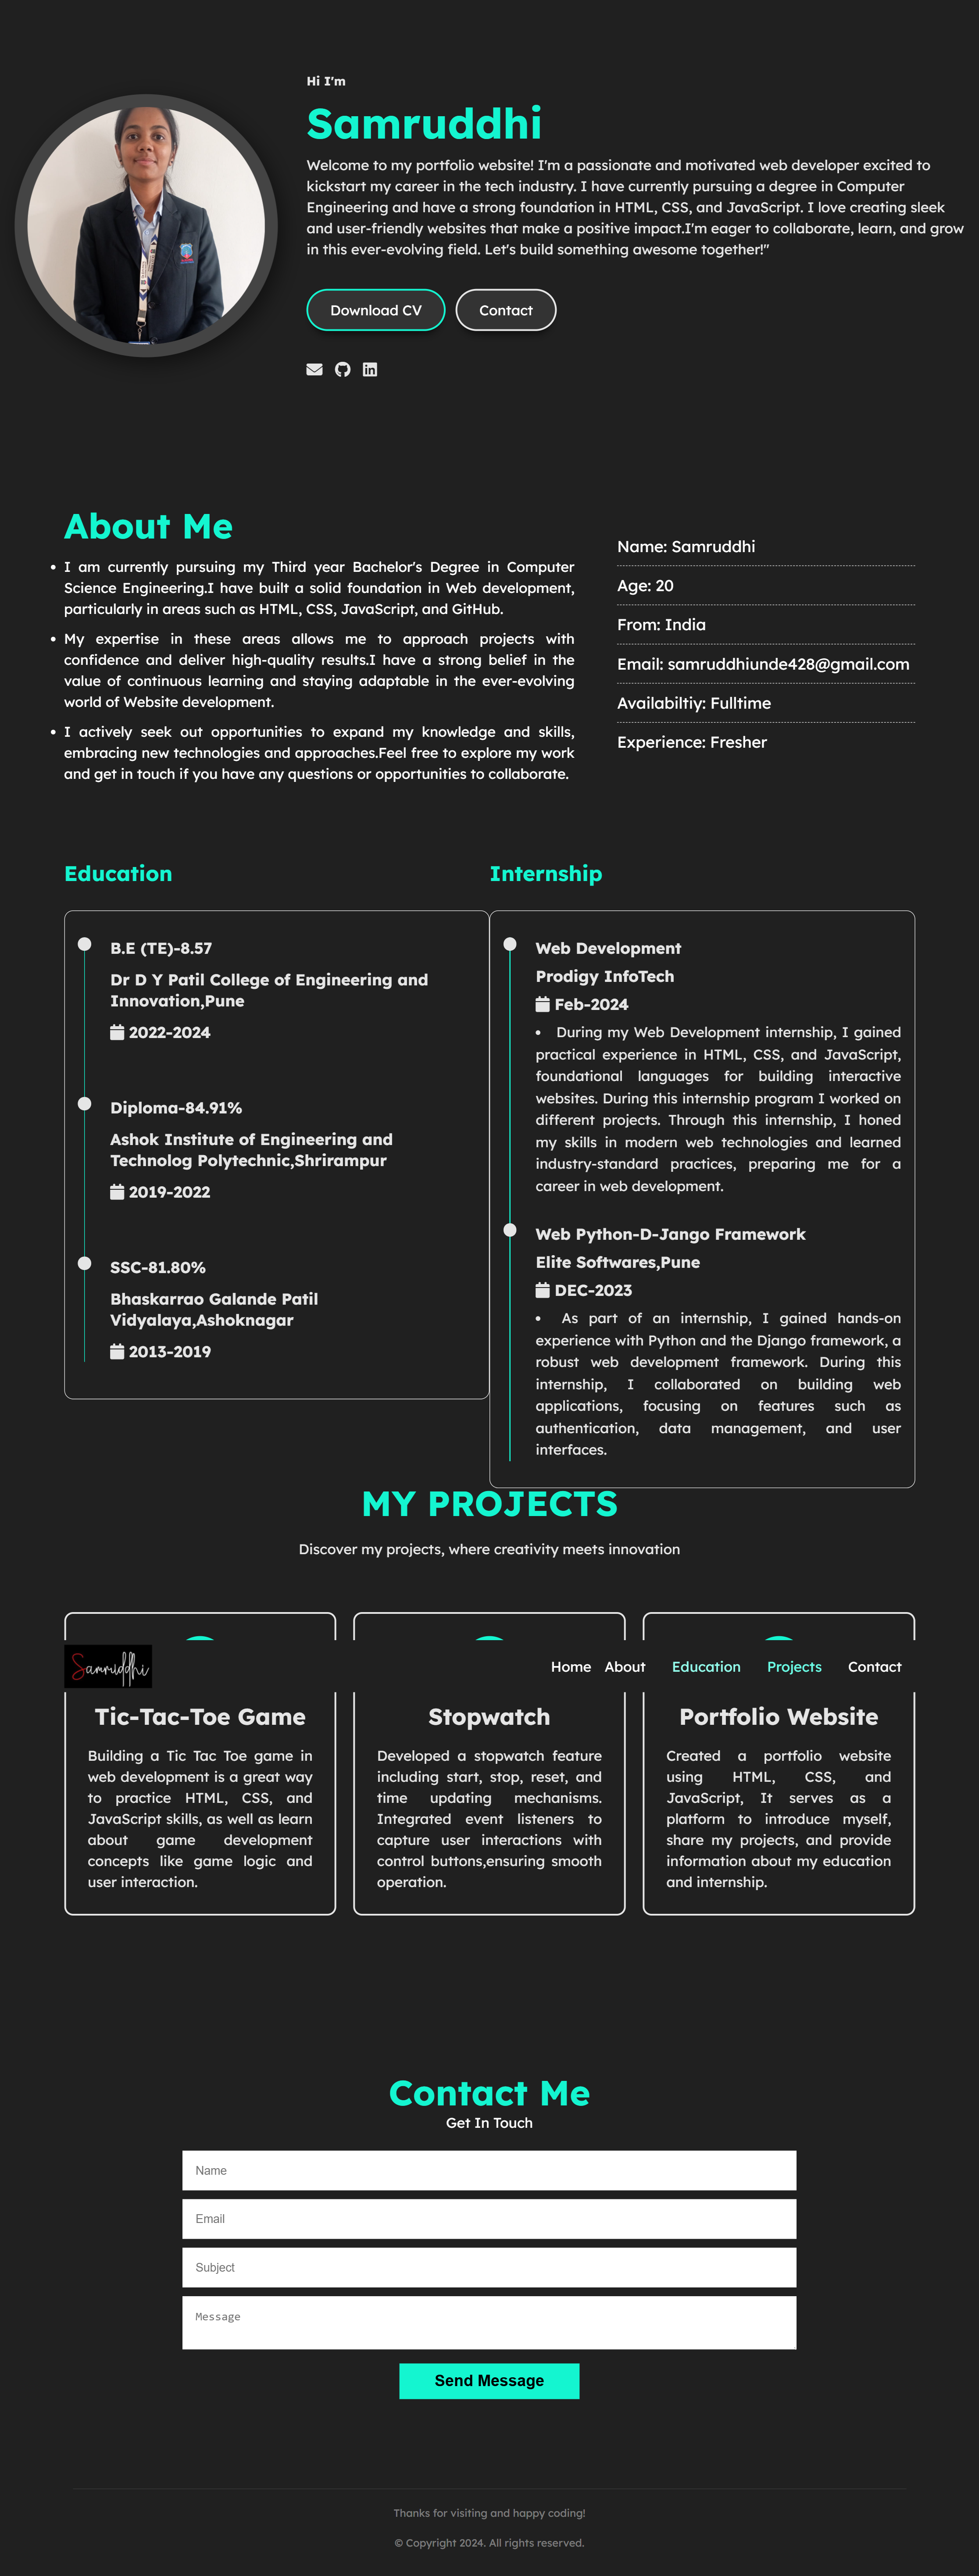 Hi I'm
Samruddhi
Welcome to my portfolio website! I'm a passionate and motivated web developer excited to
kickstart my career in the tech industry. I have currently pursuing a degree in Computer
Engineering and have a strong foundation in HTML, CSS, and JavaScript. I love creating sleek
and user-friendly websites that make a positive impact.I'm eager to collaborate, learn, and grow
in this ever-evolving field. Let's build something awesome together!"
Download CV
Contact
About Me
• I am currently pursuing my Third year Bachelor's Degree in Computer
Science Engineering.I have built a solid foundation in Web development,
particularly in areas such as HTML, CSS, JavaScript, and GitHub.
• My expertise in these areas allows me to approach projects with
confidence and deliver high-quality results.I have a strong belief in the
value of continuous learning and staying adaptable in the ever-evolving
world of Website development.
• I actively seek out opportunities to expand my knowledge and skills,
embracing new technologies and approaches.Feel free to explore my work
and get in touch if you have any questions or opportunities to collaborate.
Name: Samruddhi
Age: 20
From: India
Email: samruddhiunde428@gmail.com
Availabiltiy: Fulltime
Experience: Fresher
Education
B.E (TE)-8.57
Dr D Y Patil College of Engineering and
Innovation,Pune
2022-2024
Diploma-84.91%
Ashok Institute of Engineering and
Technolog Polytechnic,Shrirampur
2019-2022
SSC-81.80%
Bhaskarrao Galande Patil
Vidyalaya,Ashoknagar
2013-2019
Internship
Web Development
Prodigy InfoTech
Feb-2024
• During my Web Development internship, I gained
practical experience in HTML, CSS, and JavaScript,
foundational languages for building interactive
websites. During this internship program I worked on
different projects. Through this internship, I honed
my skills in modern web technologies and learned
industry-standard practices, preparing me for a
career in web development.
Web Python-D-Jango Framework
Elite Softwares,Pune
DEC-2023
• As part of an internship, I gained hands-on
experience with Python and the Django framework, a
robust web development framework. During this
internship, I collaborated on building web
applications, focusing on features such as
authentication, data management, and user
interfaces.
MY PROJECTS
Discover my projects, where creativity meets innovation
Samruddhi
Home
About
Education
Projects
Contact
Tic-Tac-Toe Game
Building a Tic Tac Toe game in
web development is a great way
to practice HTML, CSS, and
JavaScript skills, as well as learn
about game development
concepts like game logic and
user interaction.
Stopwatch
Developed a stopwatch feature
including start, stop, reset, and
time updating mechanisms.
Integrated event listeners to
capture user interactions with
control buttons,ensuring smooth
operation.
Portfolio Website
Created a portfolio website
using HTML, CSS, and
JavaScript, It serves as a
platform to introduce myself,
share my projects, and provide
information about my education
and internship.
Contact Me
Get In Touch
Name
Email
Subject
Message
Send Message
Thanks for visiting and happy coding!
© Copyright 2024. All rights reserved.